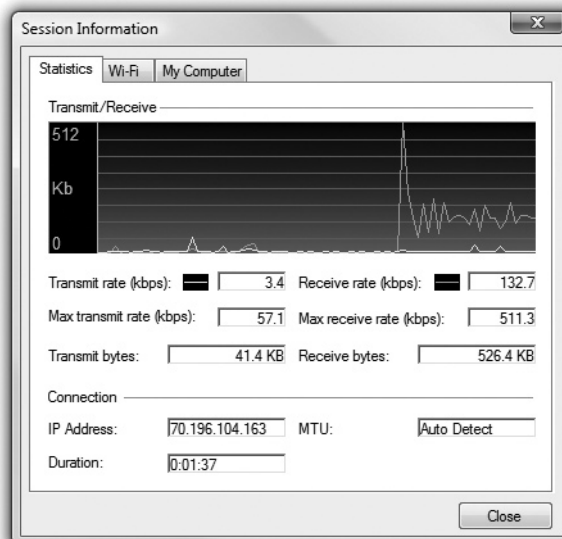 Session Information
Statistics Wi-Fi My Computer
Transmit/Receive
512
Kb
0
Transmit rate (kbps): 3.4 Receive rate (kbps): 132.7
Max transmit rate (kbps): 57.1 Max receive rate (kbps): 511.3
Transmit bytes: 41.4 KB Receive bytes: 526.4 KB
Connection
IP Address: 70.196.104.163 MTU: Auto Detect
Duration: 0:01:37
Close